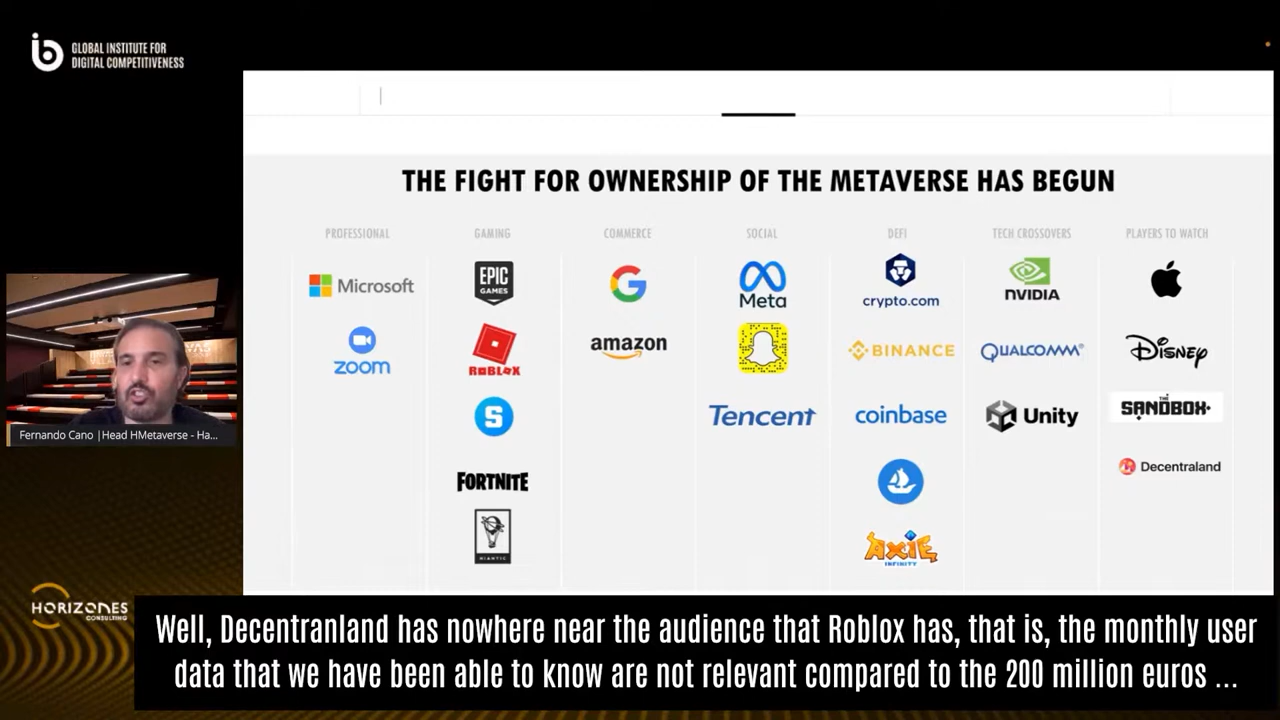 GLOBAL INSTITUTE FOR
DIGITAL COMPETITIVENESS
THE FIGHT FOR OWNERSHIP OF THE METAVERSE HAS BEGUN
PROFESSIONAL
GAMING
COMMERCE
SOCIAL
DEFI
TECH CROSSOVERS
PLAYERS TO WATCH
Microsoft
EPIC
GAMES
G
Meta
crypto.com
NVIDIA
zoom
ROBLOX
amazon
BINANCE
QUALCOMM®
DISNEY
S
Tencent
coinbase
Unity
THE
SANDBOX
FORTNITE
Decentraland
NIANTIC
AXIE
INFINITY
Fernando Cano |Head HMetaverse - Ha...
HORIZONES
CONSULTING
Well, Decentranland has nowhere near the audience that Roblox has, that is, the monthly user
data that we have been able to know are not relevant compared to the 200 million euros ...